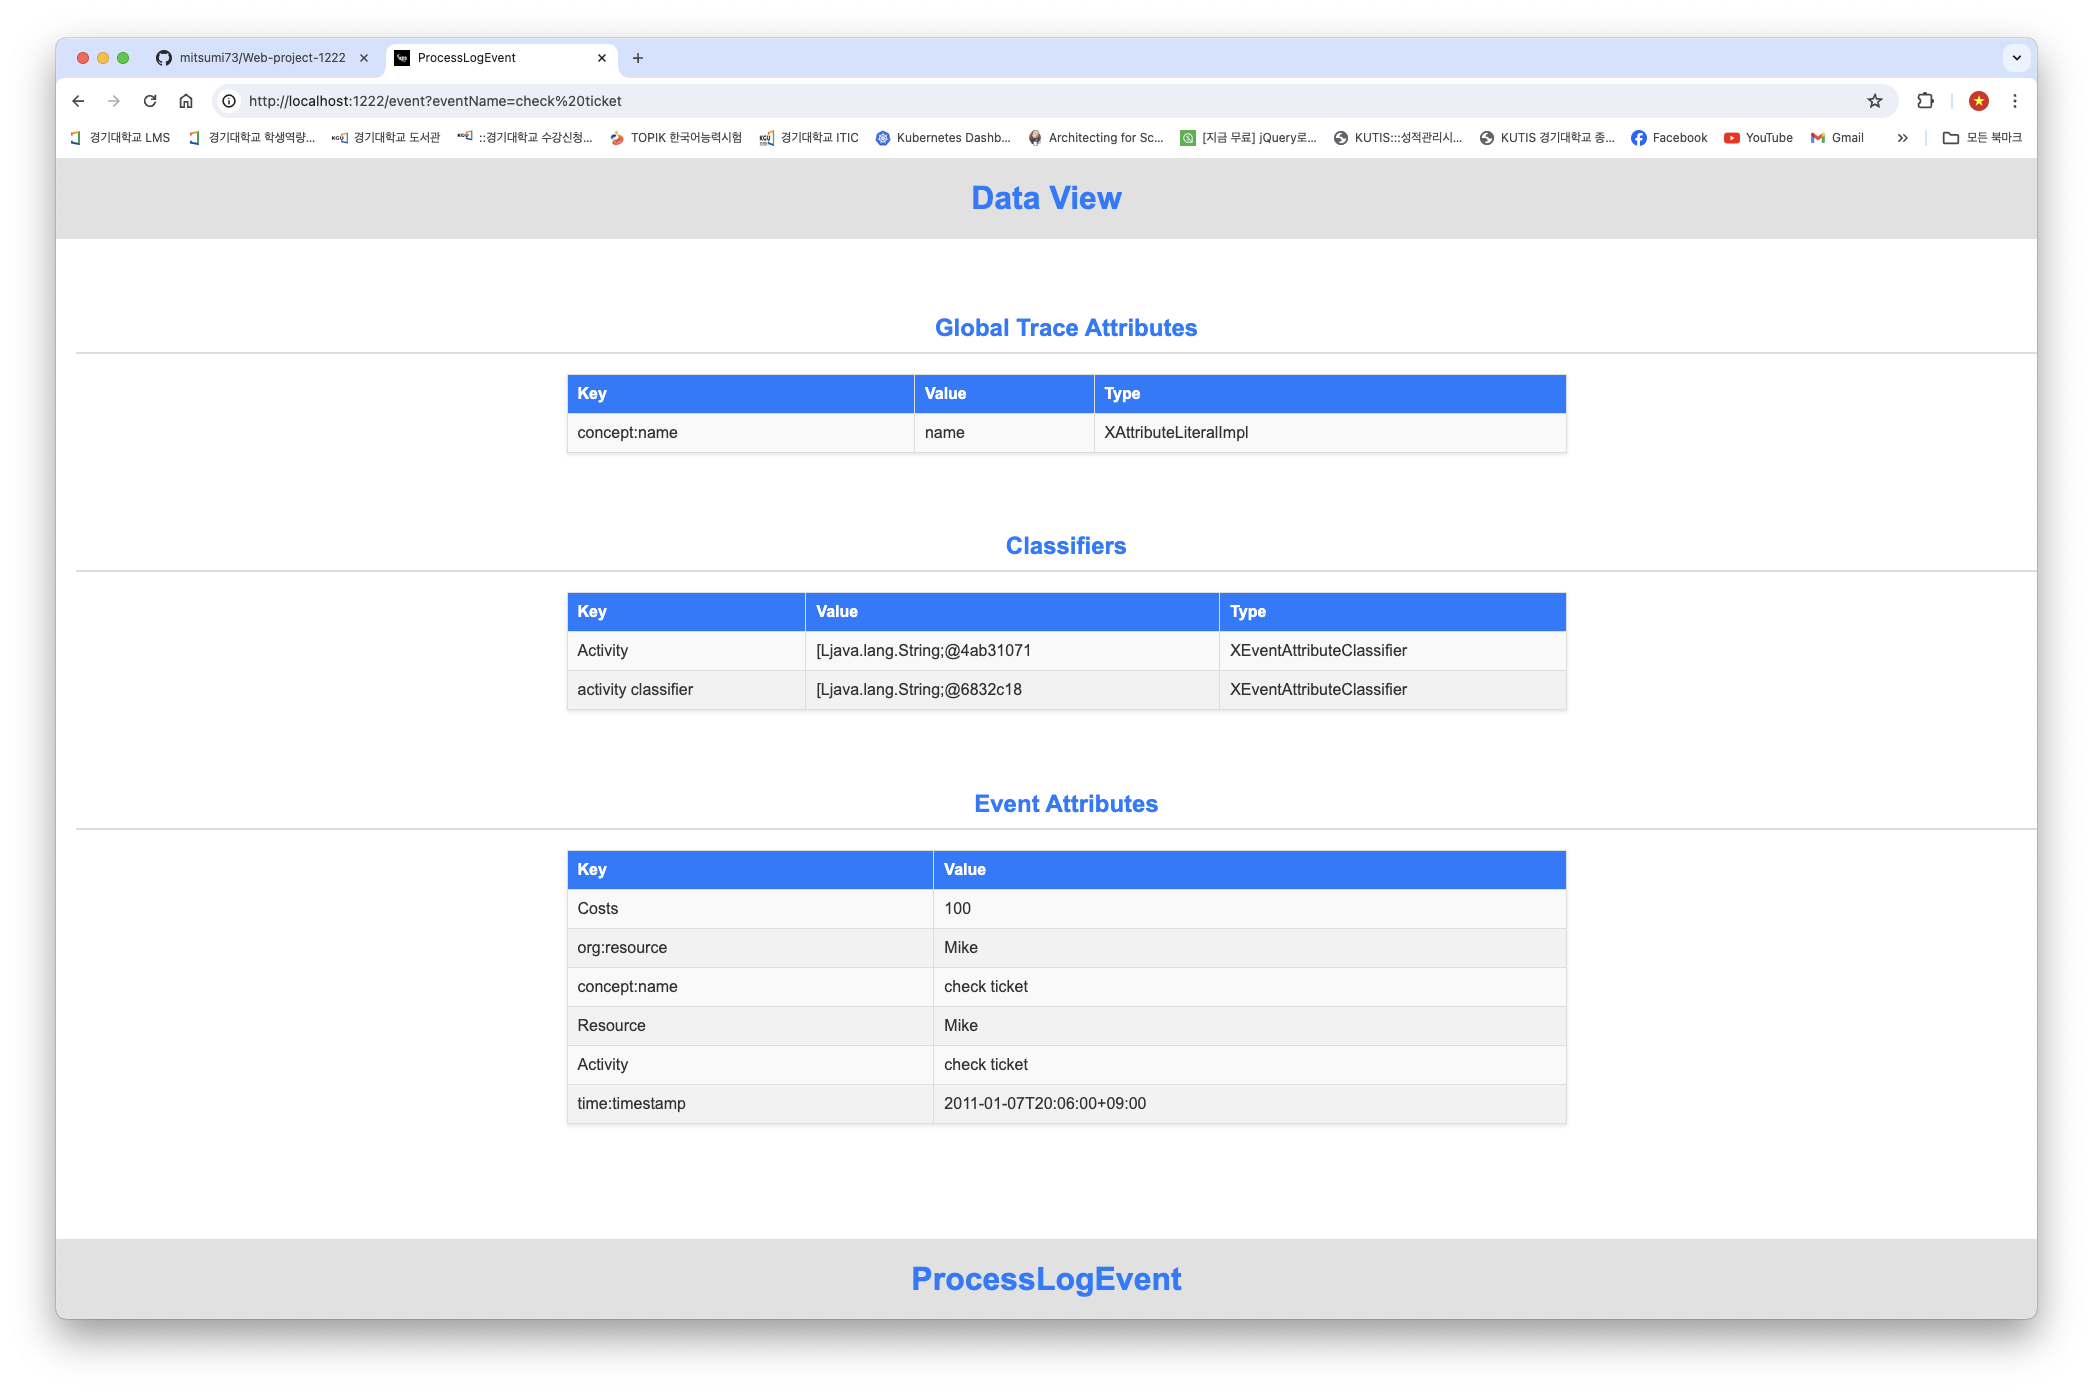 mitsumi73/Web-project-1222
ProcessLogEvent
http://localhost:1222/event?eventName=check%20ticket
경기대학교 LMS
경기대학교 학생역량...
경기대학교 도서관
::경기대학교 수강신청...
TOPIK 한국어능력시험
경기대학교 ITIC
Kubernetes Dashb...
Architecting for Sc...
[지금 무료] jQuery로...
KUTIS:::성적관리시...
KUTIS 경기대학교 종...
Facebook
YouTube
Gmail
모든 북마크
Data View
Global Trace Attributes
Key Value Type
concept:name name XAttributeLiteralImpl
Classifiers
Key Value Type
Activity [Ljava.lang.String;@4ab31071 XEventAttributeClassifier
activity classifier [Ljava.lang.String;@6832c18 XEventAttributeClassifier
Event Attributes
Key Value
Costs 100
org:resource Mike
concept:name check ticket
Resource Mike
Activity check ticket
time:timestamp 2011-01-07T20:06:00+09:00
ProcessLogEvent